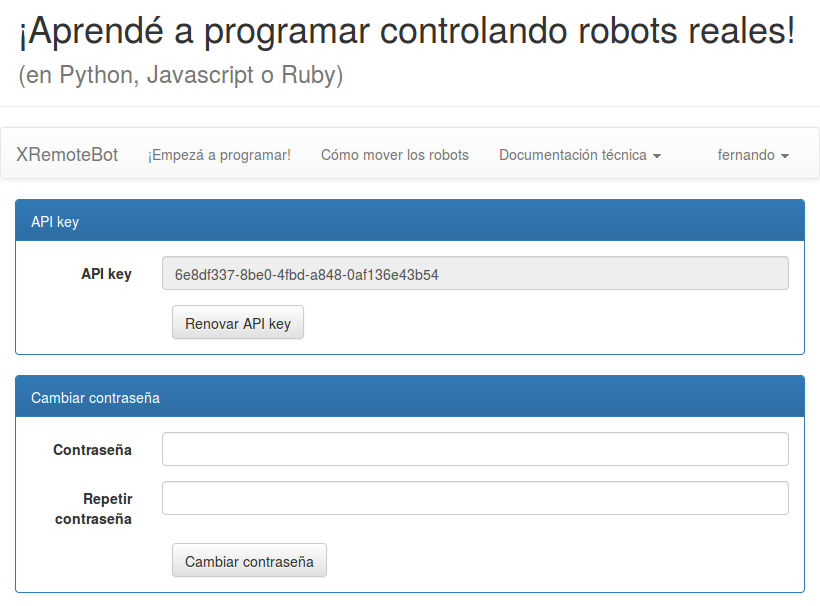 ¡Aprendé a programar controlando robots reales!
(en Python, Javascript o Ruby)
XRemoteBot ¡Empezá a programar! Cómo mover los robots Documentación técnica fernando
API key
API key 6e8df337-8be0-4fbd-a848-0af136e43b54
Renovar API key
Cambiar contraseña
Contraseña
Repetir
contraseña
Cambiar contraseña